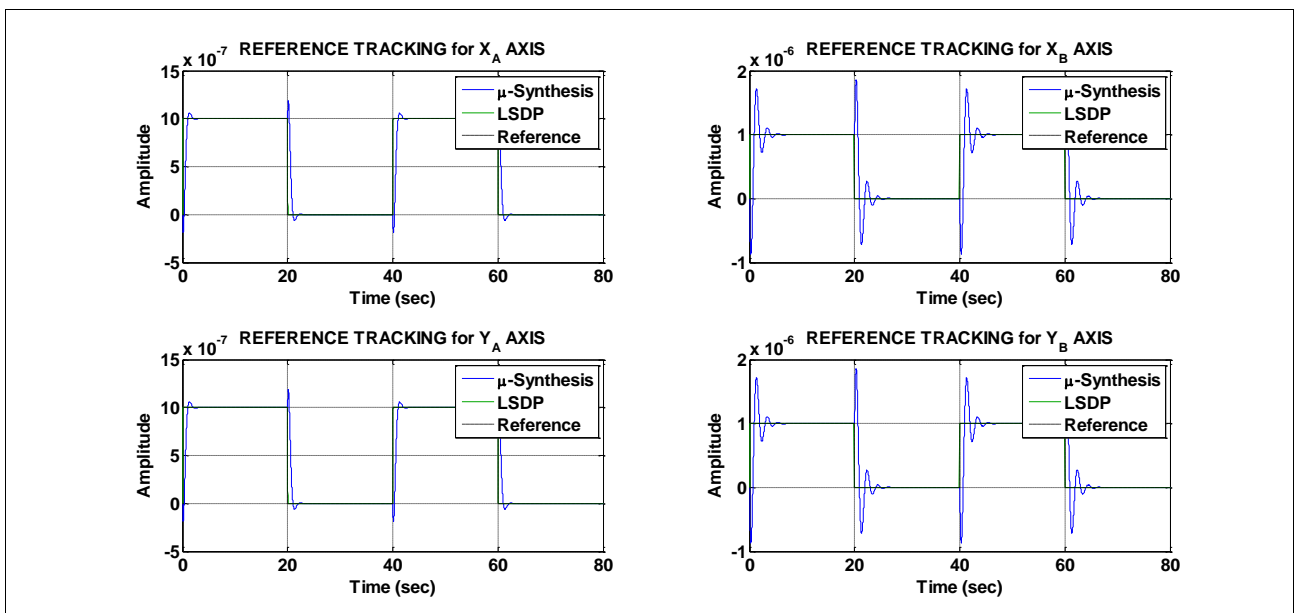 x 10⁻⁷ REFERENCE TRACKING for X_A AXIS
15
10
5
0
-5
0 20 40 60 80
Amplitude
Time (sec)
μ-Synthesis
LSDP
Reference
x 10⁻⁶ REFERENCE TRACKING for X_B AXIS
2
1
0
-1
0 20 40 60 80
Amplitude
Time (sec)
μ-Synthesis
LSDP
Reference
x 10⁻⁷ REFERENCE TRACKING for Y_A AXIS
15
10
5
0
-5
0 20 40 60 80
Amplitude
Time (sec)
μ-Synthesis
LSDP
Reference
x 10⁻⁶ REFERENCE TRACKING for Y_B AXIS
2
1
0
-1
0 20 40 60 80
Amplitude
Time (sec)
μ-Synthesis
LSDP
Reference